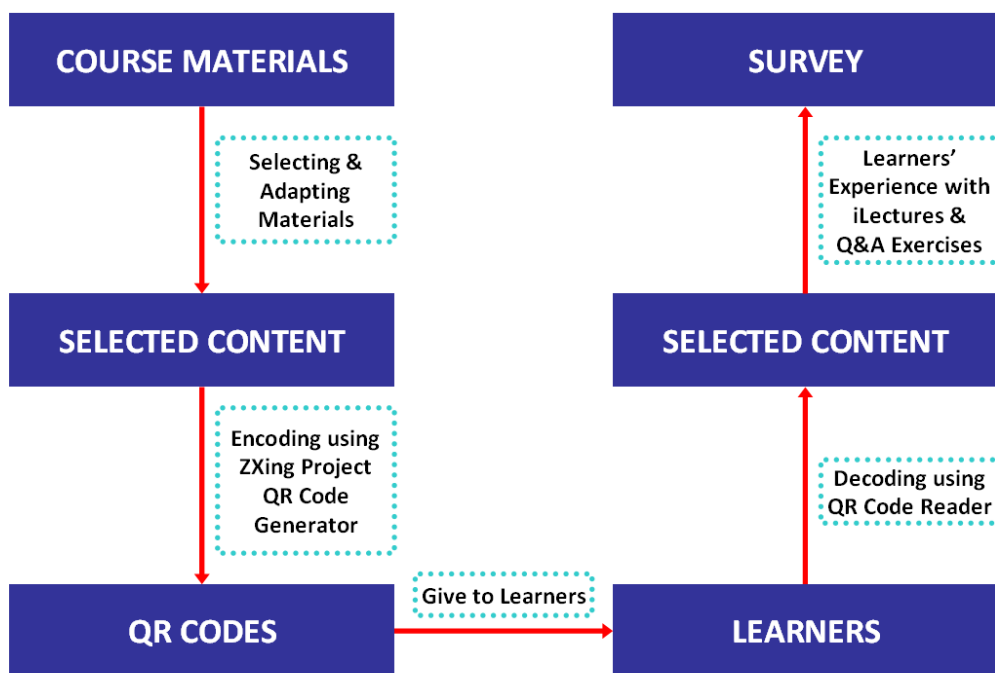 COURSE MATERIALS
Selecting &
Adapting
Materials
SELECTED CONTENT
Encoding using
ZXing Project
QR Code
Generator
QR CODES
Give to Learners
LEARNERS
Decoding using
QR Code Reader
SELECTED CONTENT
Learners’
Experience with
iLectures &
Q&A Exercises
SURVEY